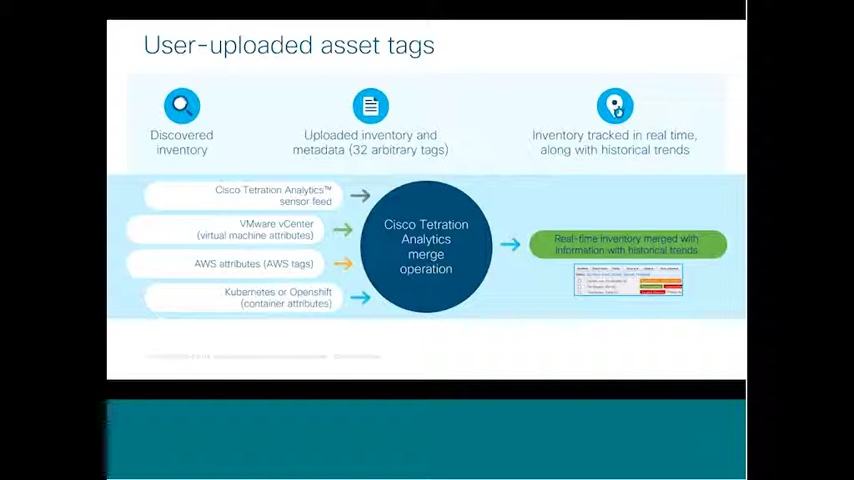 User-uploaded asset tags
Discovered
inventory
Uploaded inventory and
metadata (32 arbitrary tags)
Inventory tracked in real time,
along with historical trends
Cisco Tetration Analytics™
sensor feed
VMware vCenter
(virtual machine attributes)
AWS attributes (AWS tags)
Kubernetes or Openshift
(container attributes)
Cisco Tetration
Analytics
merge
operation
Real-time inventory merged with
information with historical trends